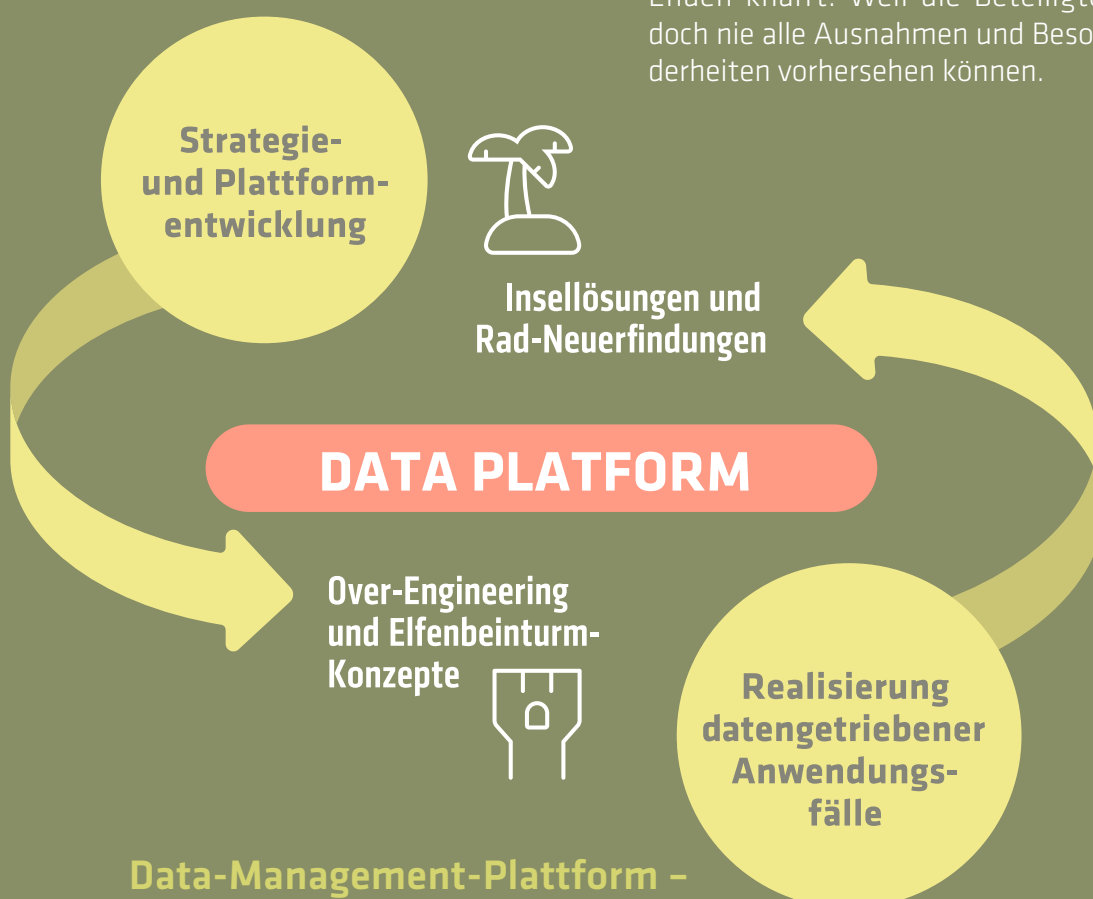 doch nie alle Ausnahmen und Beso
derheiten vorhersehen können.
Strategie-
und Plattform-
entwicklung
Insellösungen und
Rad-Neuerfindungen
DATA PLATFORM
Over-Engineering
und Elfenbeinturm-
Konzepte
Realisierung
datengetriebener
Anwendungs-
fälle
Data-Management-Plattform –